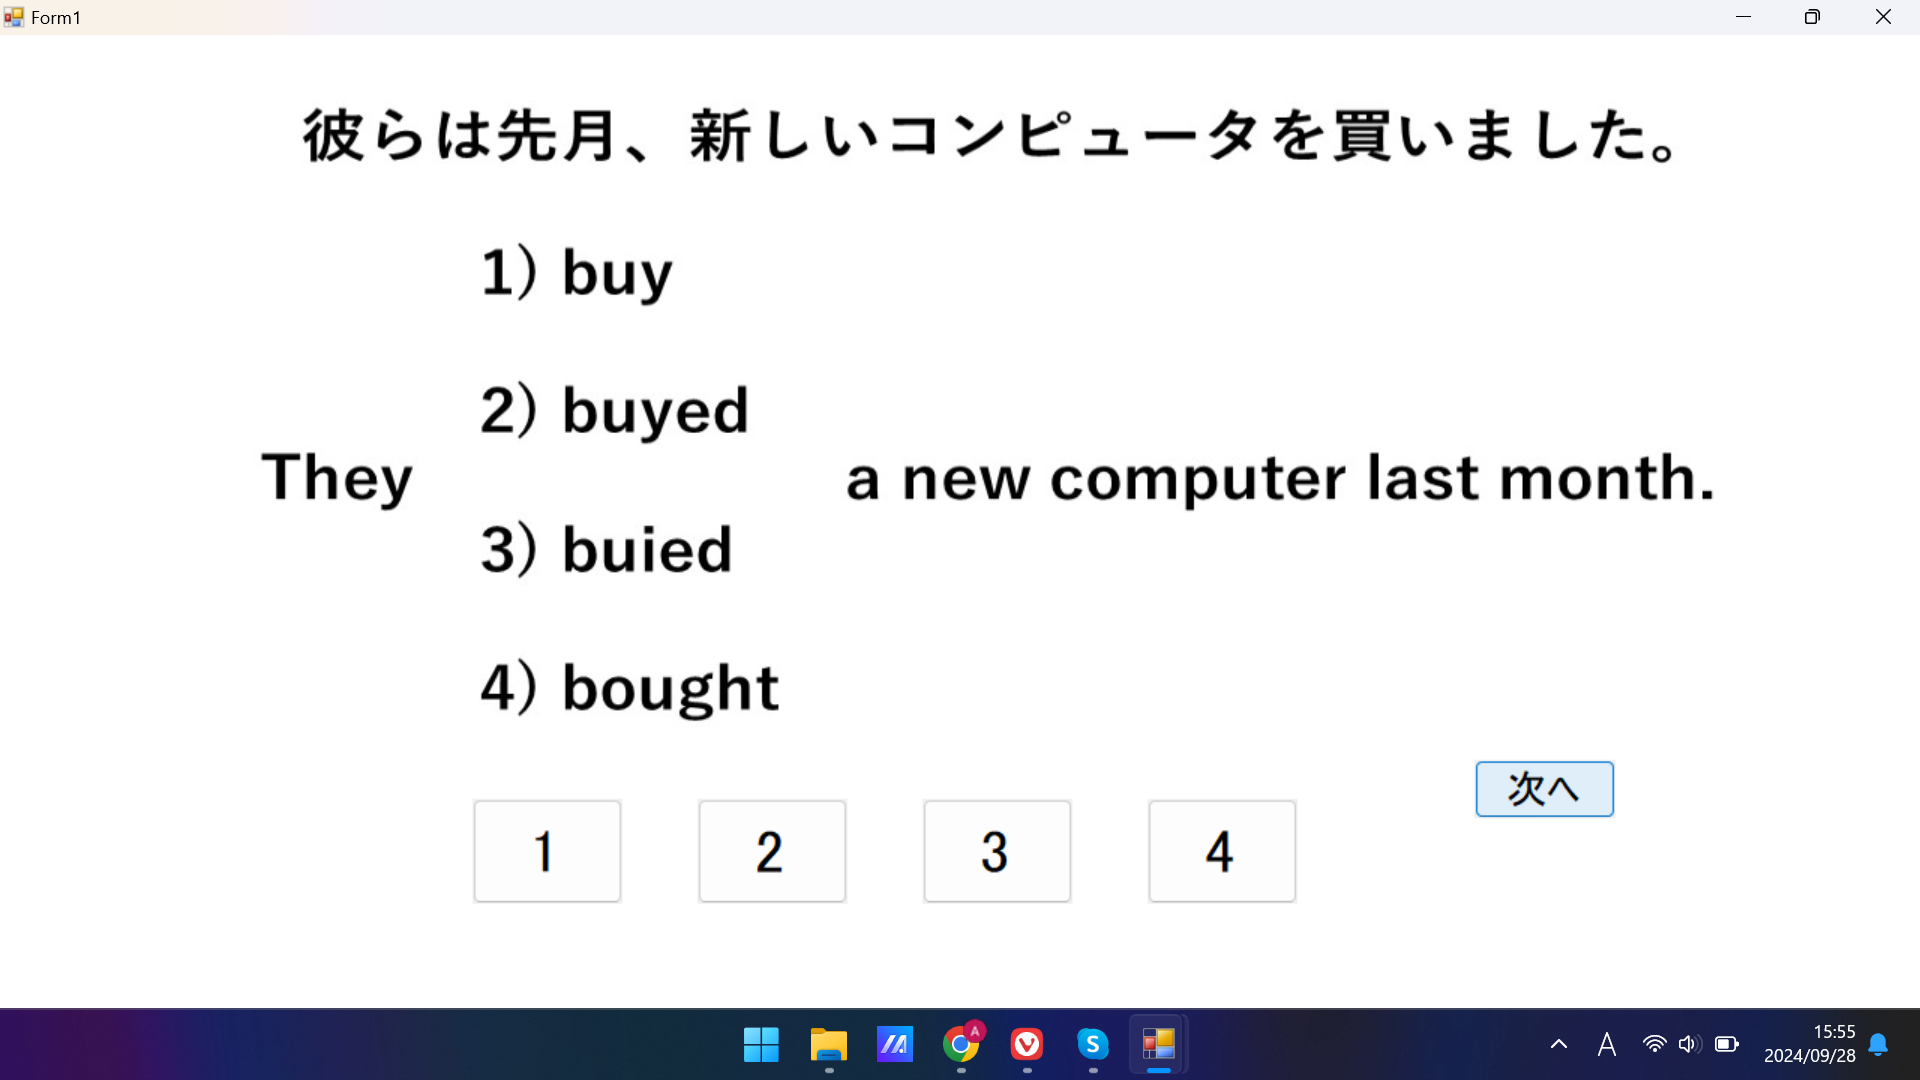 Form1
彼らは先月、新しいコンピュータを買いました。
1) buy
2) buyed
They a new computer last month.
3) buied
4) bought
次へ
1 2 3 4
A
S
A
15:55
2024/09/28